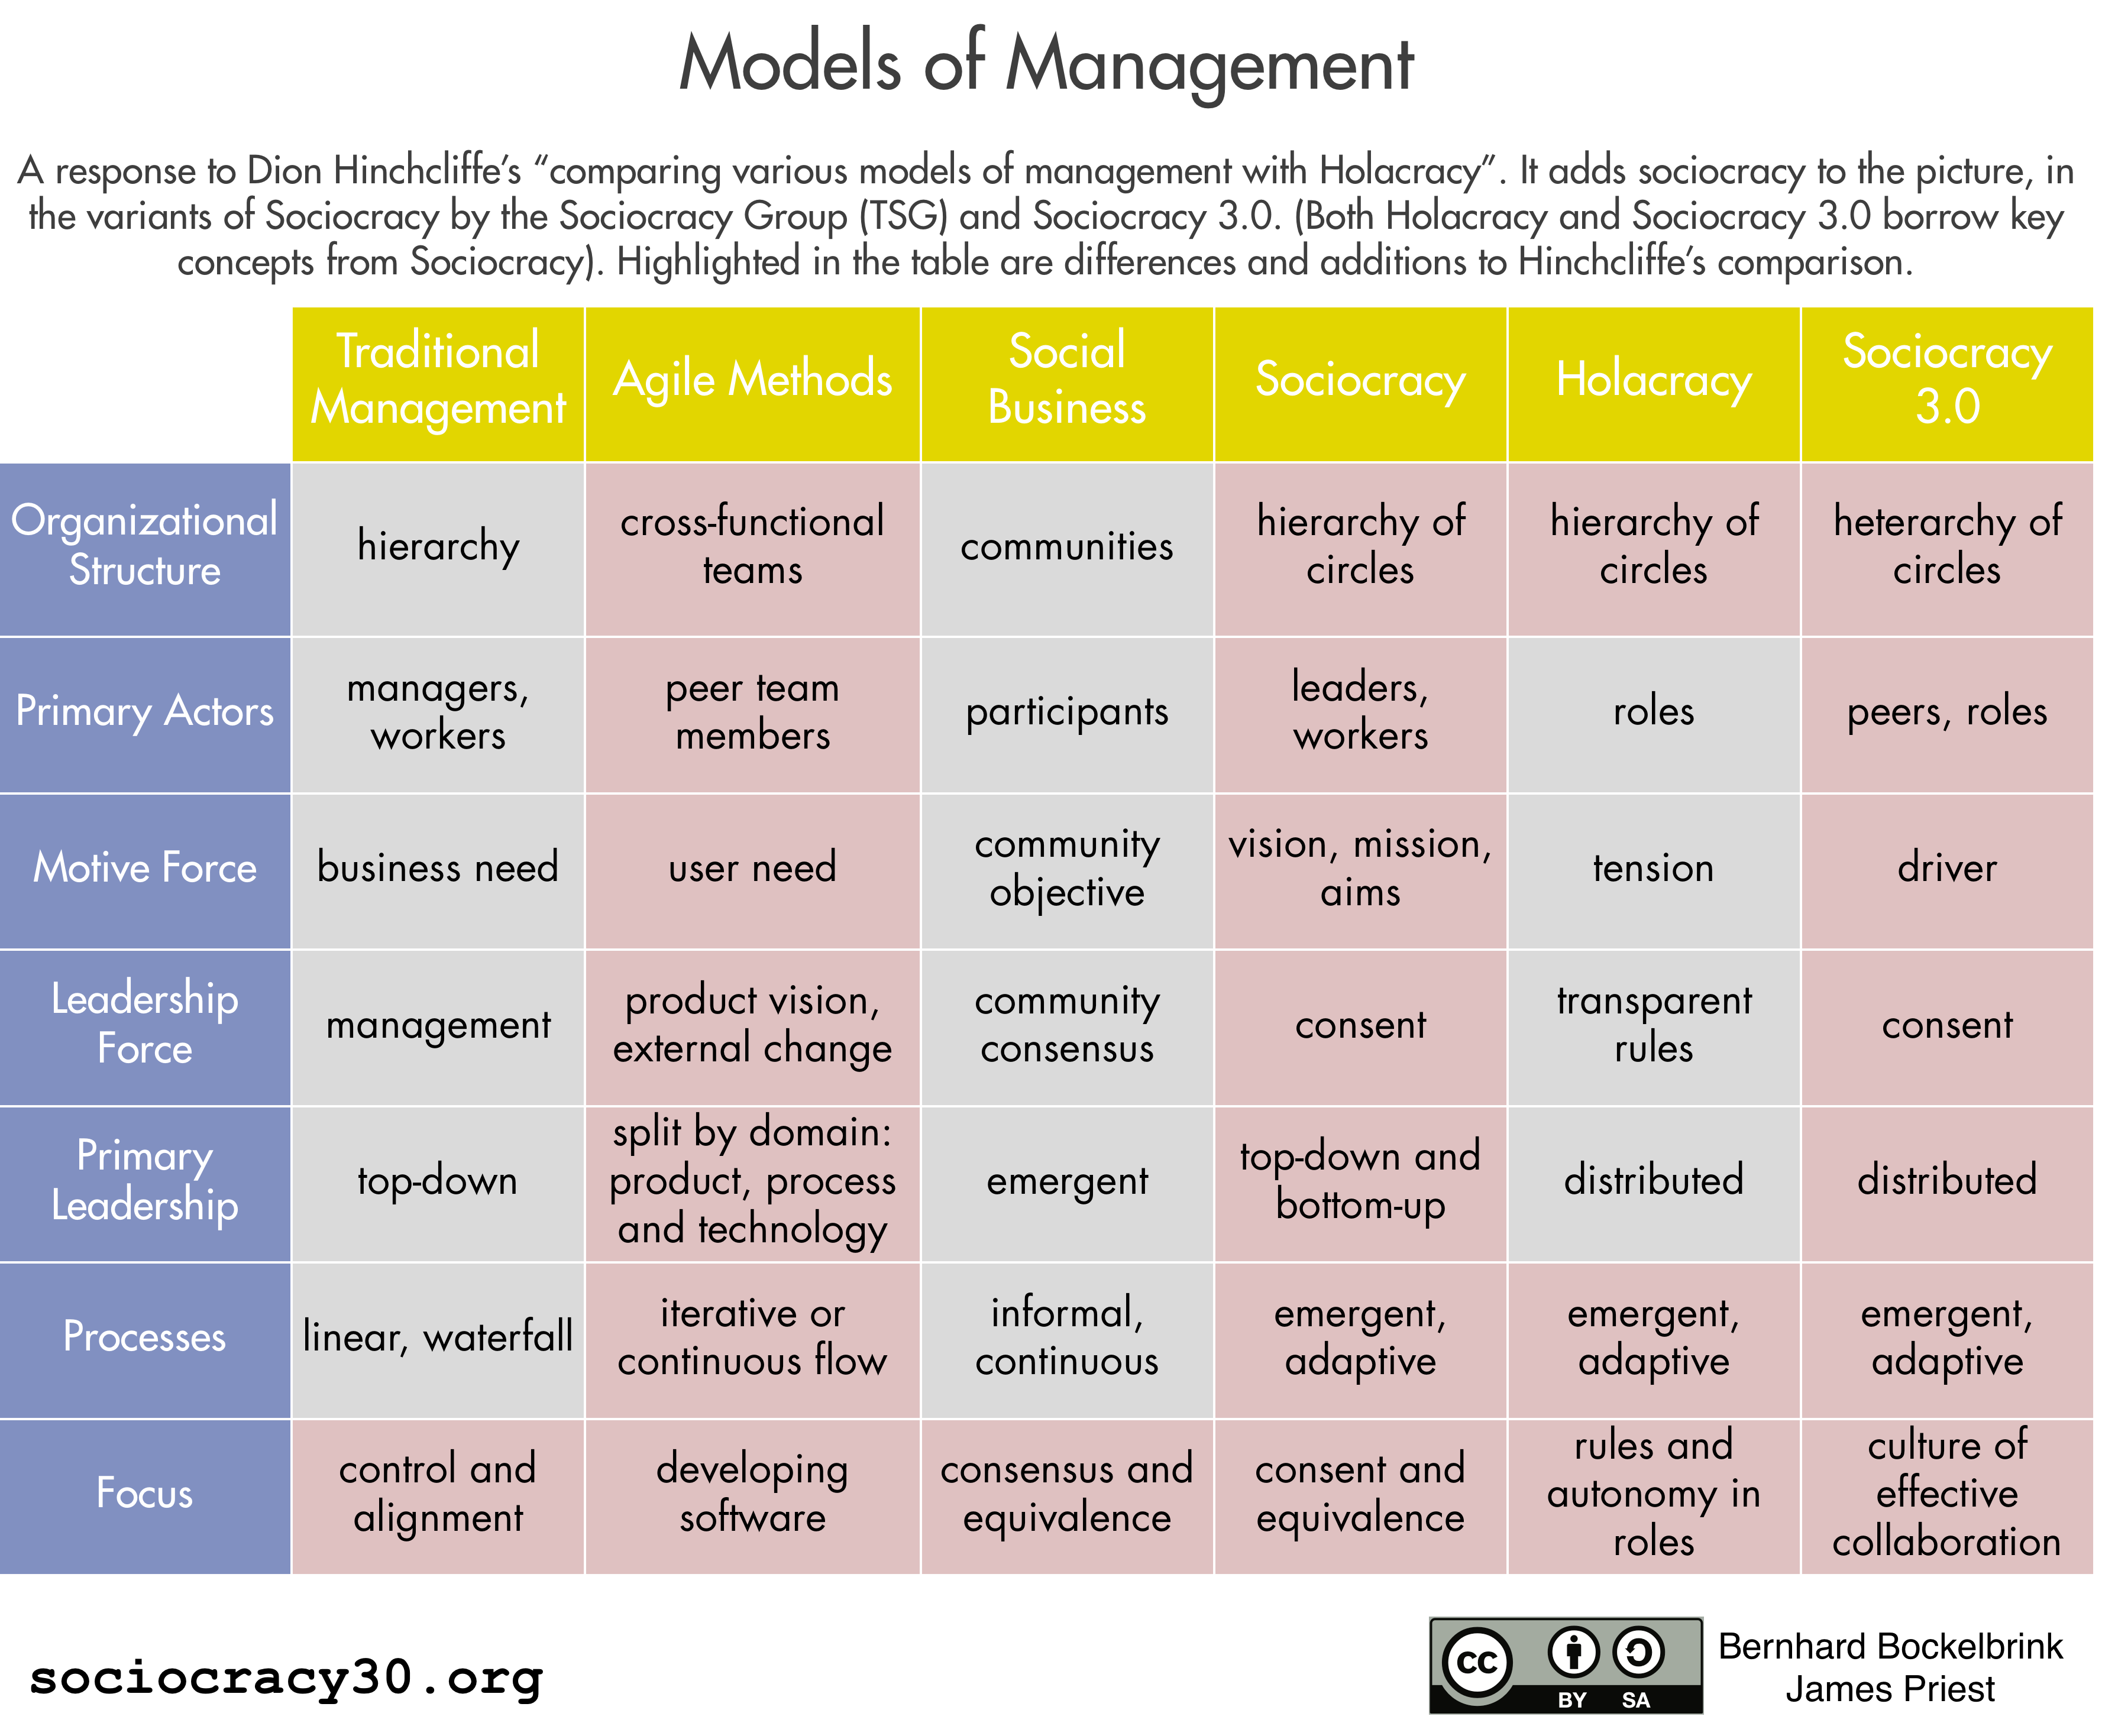 Models of Management
A response to Dion Hinchcliffe's “comparing various models of management with Holacracy”. It adds sociocracy to the picture, in
the variants of Sociocracy by the Sociocracy Group (TSG) and Sociocracy 3.0. (Both Holacracy and Sociocracy 3.0 borrow key
concepts from Sociocracy). Highlighted in the table are differences and additions to Hinchcliffe's comparison.
Traditional
Management
Agile Methods
Social
Business
Sociocracy
Holacracy
Sociocracy
3.0
Organizational
Structure
hierarchy
cross-functional
teams
communities
hierarchy of
circles
hierarchy of
circles
heterarchy of
circles
Primary Actors
managers,
workers
peer team
members
participants
leaders,
workers
roles
peers, roles
Motive Force
business need
user need
community
objective
vision, mission,
aims
tension
driver
Leadership
Force
management
product vision,
external change
community
consensus
consent
transparent
rules
consent
Primary
Leadership
top-down
split by domain:
product, process
and technology
emergent
top-down and
bottom-up
distributed
distributed
Processes
linear, waterfall
iterative or
continuous flow
informal,
continuous
emergent,
adaptive
emergent,
adaptive
emergent,
adaptive
Focus
control and
alignment
developing
software
consensus and
equivalence
consent and
equivalence
rules and
autonomy in
roles
culture of
effective
collaboration
sociocracy30.org
cc
BY SA
Bernhard Bockelbrink
James Priest